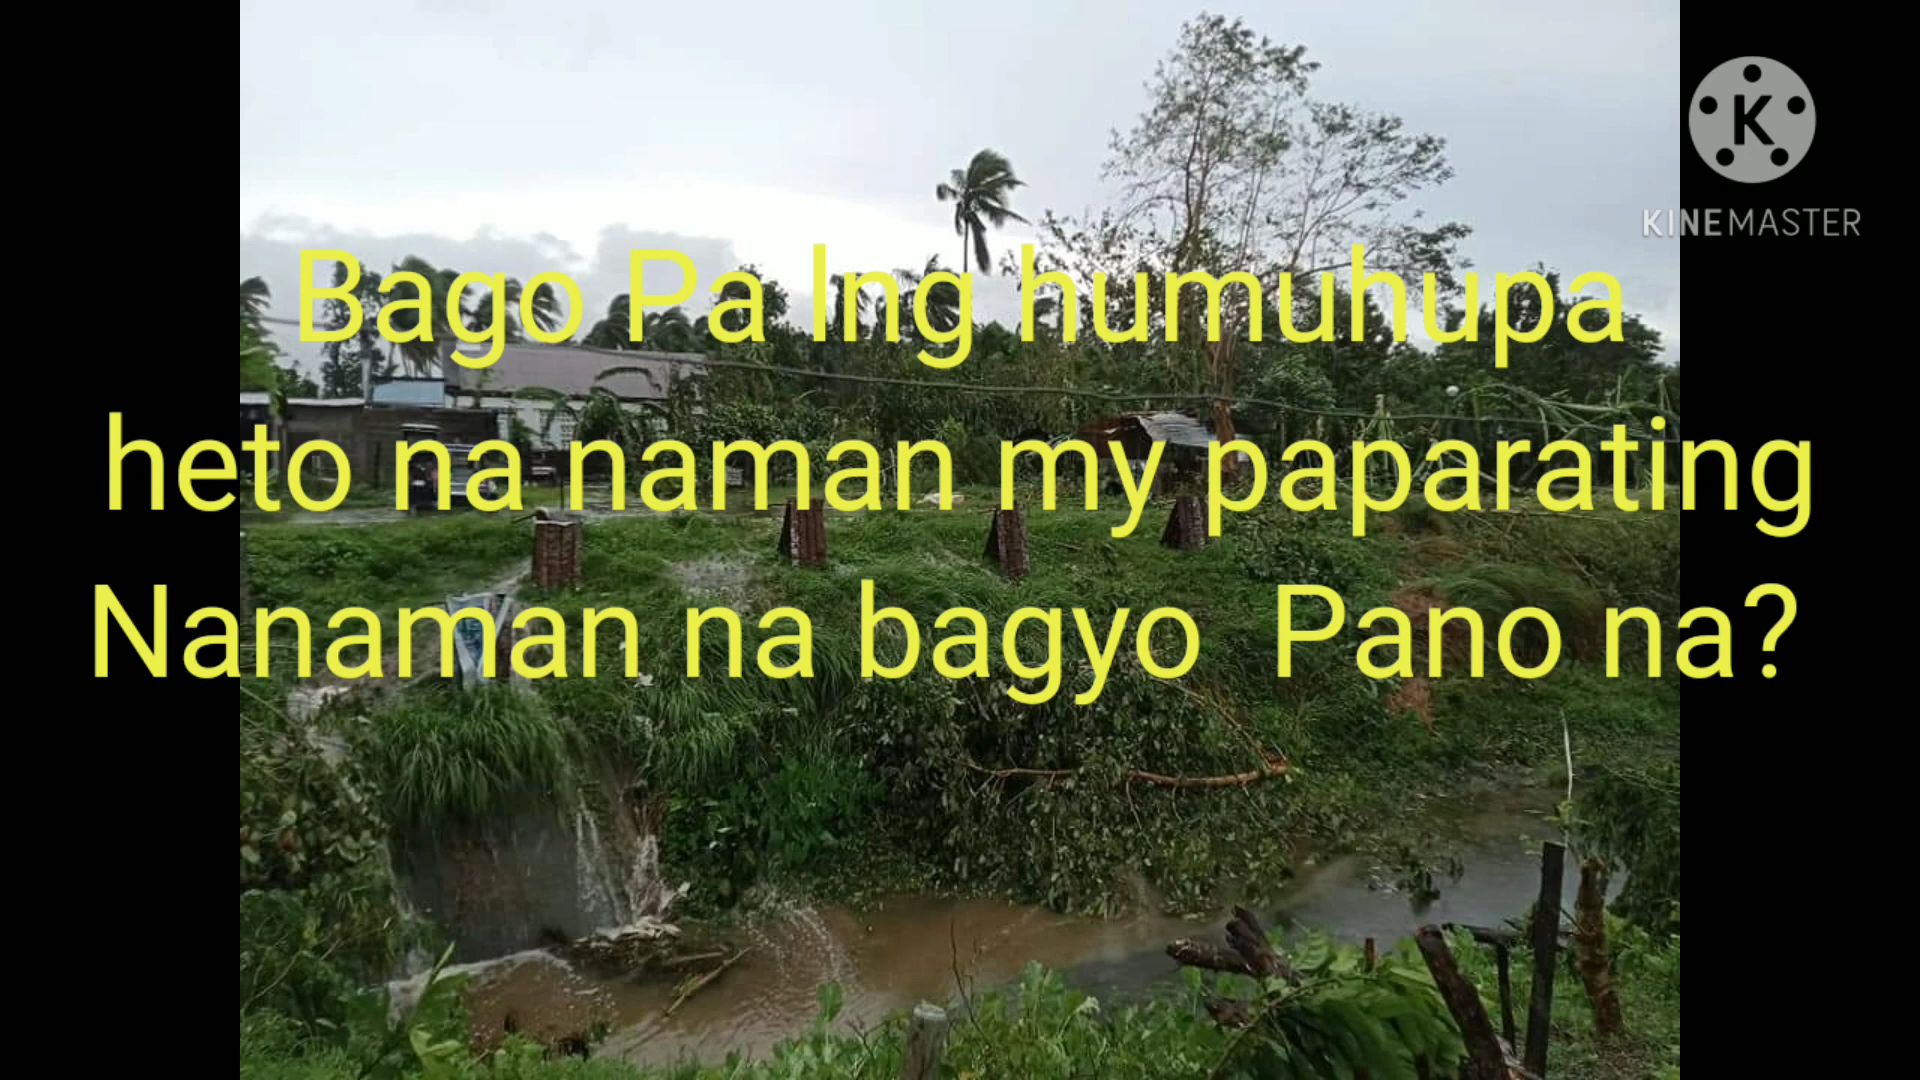 Bago Pa lng humuhupa
heto na naman my paparating
Nanaman na bagyo  Pano na?
K
KINEMASTER